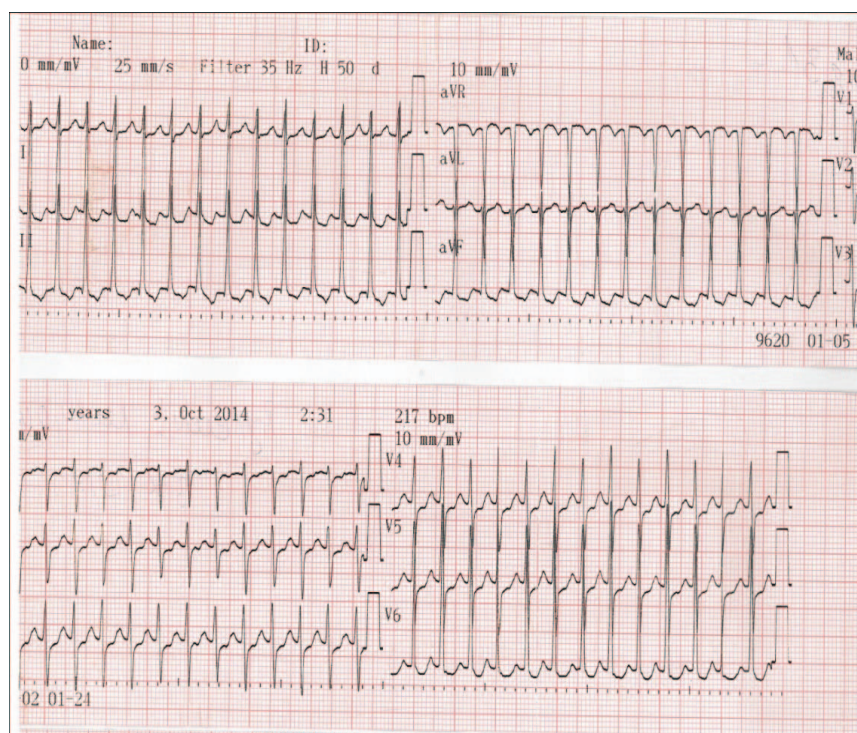 Name: ID: Ma
0 mm/mV 25 mm/s Filter 35 Hz H 50 d 10 mm/mV 10
aVR V1
I aVL V2
II aVF V3
9620 01-05
years 3. Oct 2014 2:31 217 bpm
m/mV 10 mm/mV
V4
V5
V6
02 01-24